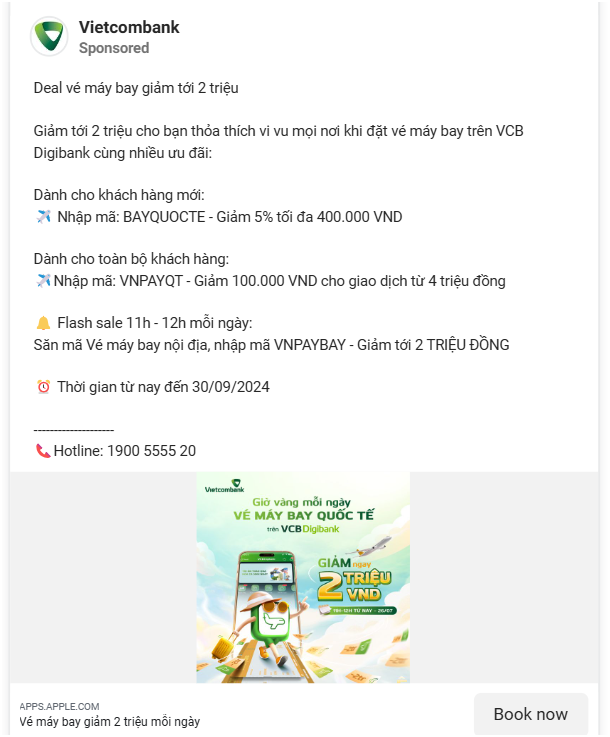 Vietcombank
Sponsored
Deal vé máy bay giảm tới 2 triệu
Giảm tới 2 triệu cho bạn thỏa thích vi vu mọi nơi khi đặt vé máy bay trên VCB
Digibank cùng nhiều ưu đãi:
Dành cho khách hàng mới:
✈️ Nhập mã: BAYQUOCTE - Giảm 5% tối đa 400.000 VND
Dành cho toàn bộ khách hàng:
✈️Nhập mã: VNPAYQT - Giảm 100.000 VND cho giao dịch từ 4 triệu đồng
🔔 Flash sale 11h - 12h mỗi ngày:
Săn mã Vé máy bay nội địa, nhập mã VNPAYBAY - Giảm tới 2 TRIỆU ĐỒNG
⏰ Thời gian từ nay đến 30/09/2024
--------------------
📞Hotline: 1900 5555 20
Vietcombank
Giờ vàng mỗi ngày
VÉ MÁY BAY QUỐC TẾ
trên VCB Digibank
GIẢM ngay
2 TRIỆU
VND
11H-12H TỪ NAY - 26/07
APPS.APPLE.COM
Vé máy bay giảm 2 triệu mỗi ngày
Book now